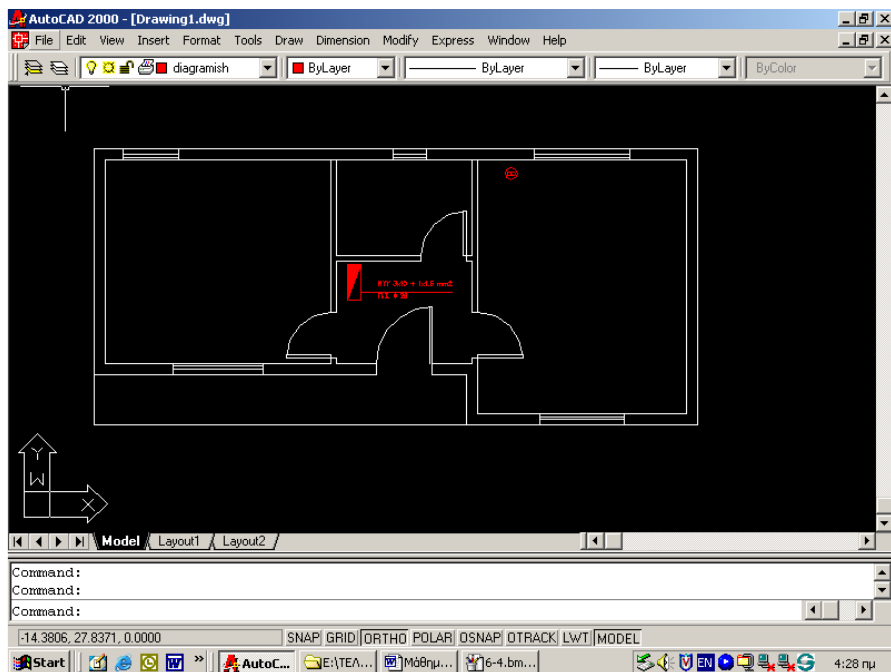 AutoCAD 2000 - [Drawing1.dwg]
File Edit View Insert Format Tools Draw Dimension Modify Express Window Help
diagramish ByLayer ByLayer ByLayer ByColor
mm2
Y
W
X
Model Layout1 Layout2
Command:
Command:
Command:
-14.3806, 27.8371, 0.0000 SNAP GRID ORTHO POLAR OSNAP OTRACK LWT MODEL
Start » AutoC... E:\ΤΕΛ... Μάθημ... 6-4.bm... EN 4:28 πμ